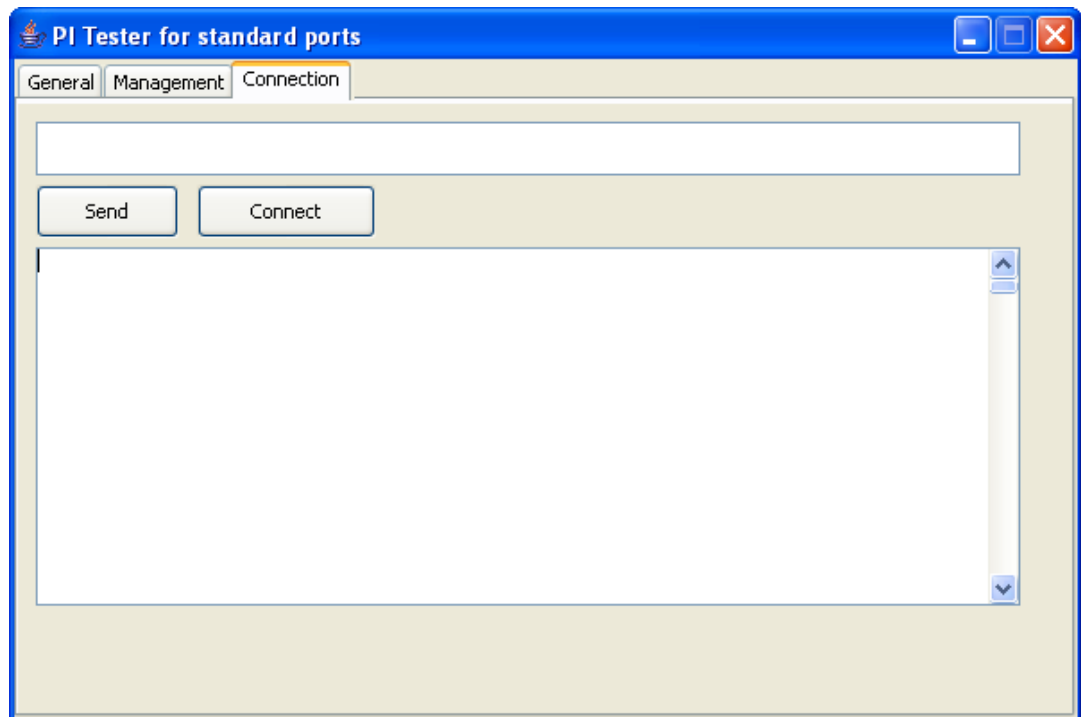 PI Tester for standard ports
General Management Connection
Send Connect